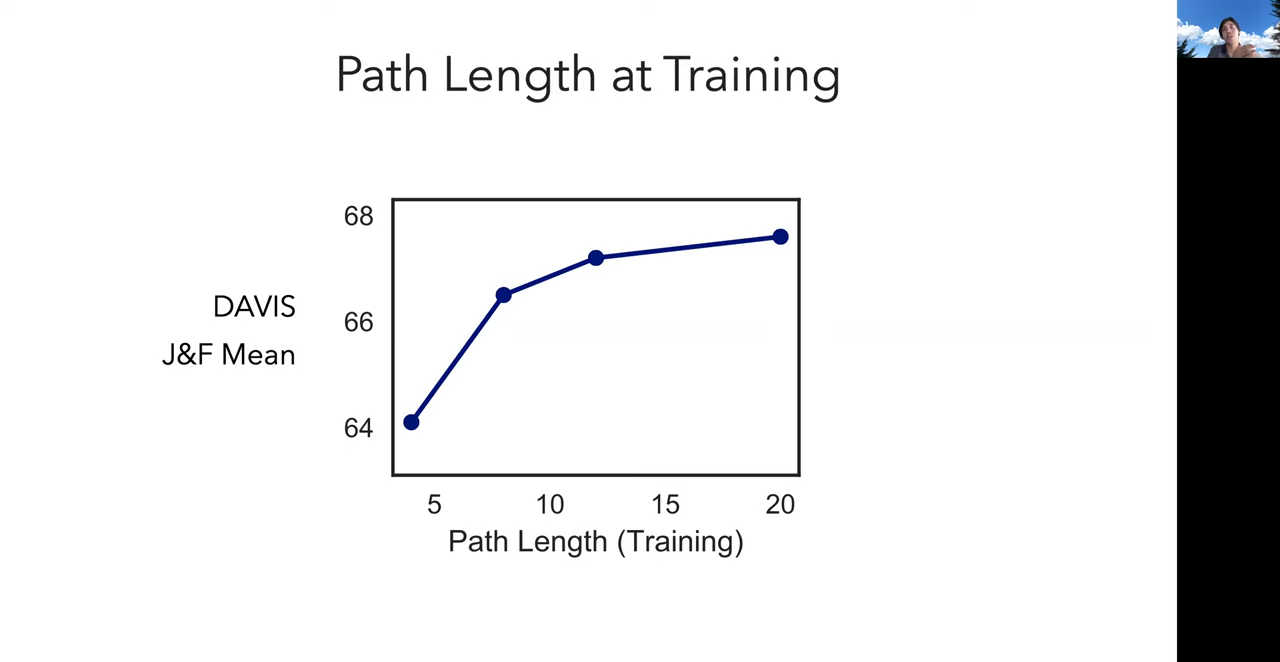 Path Length at Training
68
66
64
DAVIS
J&F Mean
5 10 15 20
Path Length (Training)